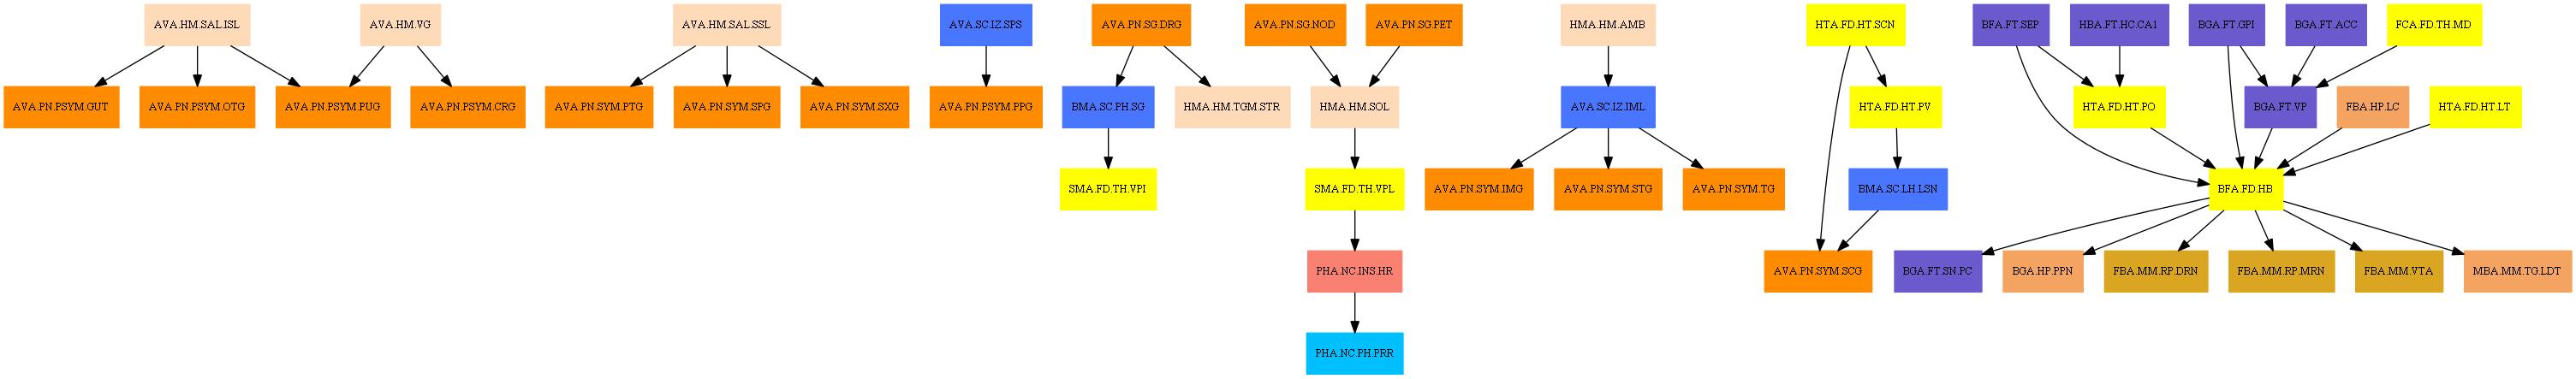 AVA.HM.SAL.ISL
AVA.HM.VG
AVA.HM.SAL.SSL
AVA.SC.IZ.SPS
AVA.PN.SG.DRG
AVA.PN.SG.NOD
AVA.PN.SG.PET
HMA.HM.AMB
HTA.FD.HT.SCN
BFA.FT.SEP
HBA.FT.HC.CA1
BGA.FT.GPI
BGA.FT.ACC
FCA.FD.TH.MD
AVA.PN.PSYM.GUT
AVA.PN.PSYM.OTG
AVA.PN.PSYM.PUG
AVA.PN.PSYM.CRG
AVA.PN.SYM.PTG
AVA.PN.SYM.SPG
AVA.PN.SYM.SXG
AVA.PN.PSYM.PPG
BMA.SC.PH.SG
HMA.HM.TGM.STR
HMA.HM.SOL
AVA.SC.IZ.IML
HTA.FD.HT.PV
HTA.FD.HT.PO
BGA.FT.VP
FBA.HP.LC
HTA.FD.HT.LT
SMA.FD.TH.VPI
SMA.FD.TH.VPL
AVA.PN.SYM.IMG
AVA.PN.SYM.STG
AVA.PN.SYM.TG
BMA.SC.LH.LSN
BFA.FD.HB
PHA.NC.INS.HR
AVA.PN.SYM.SCG
BGA.FT.SN.PC
BGA.HP.PPN
FBA.MM.RP.DRN
FBA.MM.RP.MRN
FBA.MM.VTA
MBA.MM.TG.LDT
PHA.NC.PH.PRR